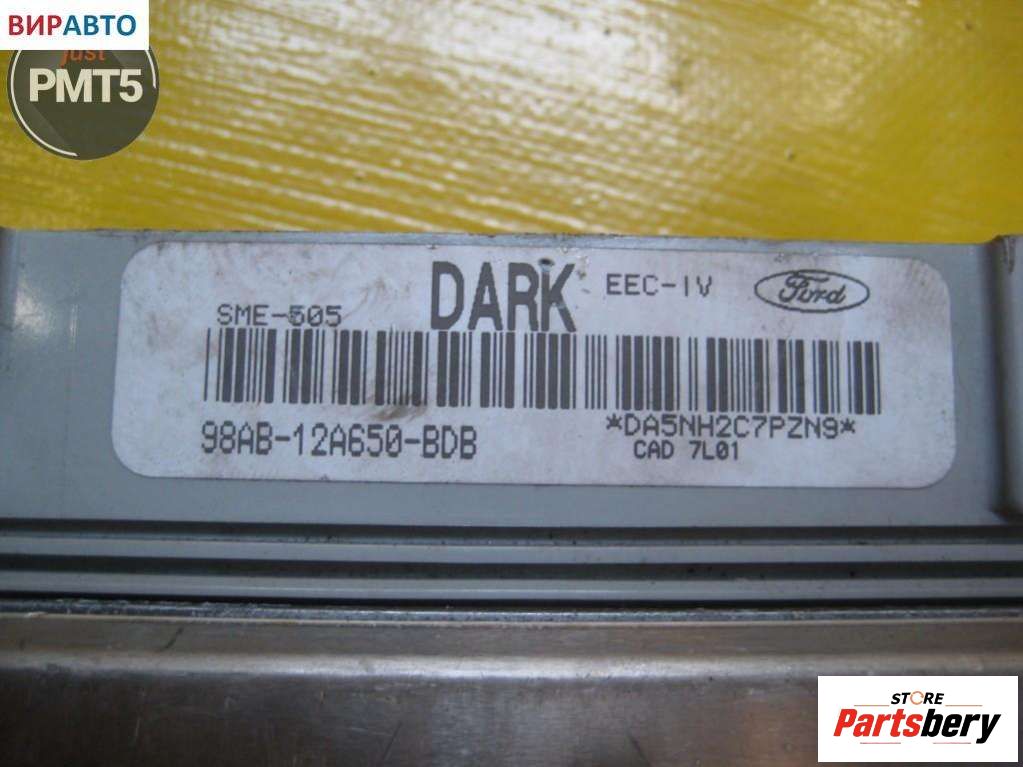 ВИРАВТО
just
PMT5
DARK EEC-IV Ford
SME-505
98AB-12A650-BDB *DA5NH2C7PZN9*
CAD 7L01
STORE
Partsbery